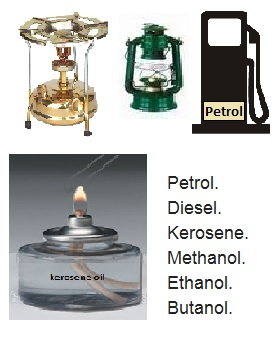 Petrol
Petrol.
Diesel.
Kerosene.
Methanol.
Ethanol.
Butanol.
kerosene oil